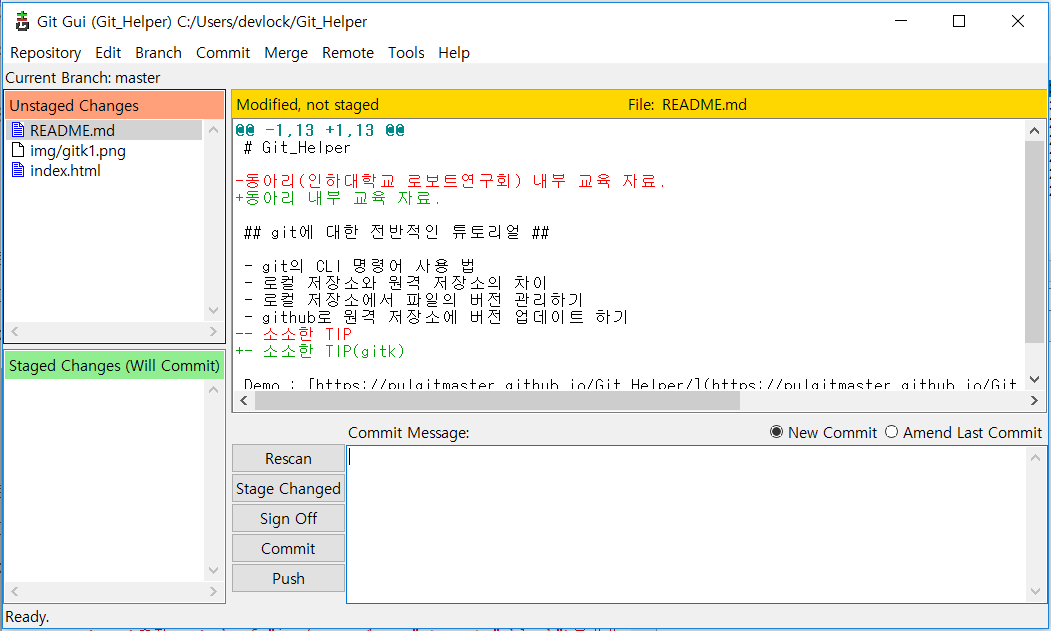 Git Gui (Git_Helper) C:/Users/devlock/Git_Helper
Repository Edit Branch Commit Merge Remote Tools Help
Current Branch: master
Unstaged Changes
README.md
img/gitk1.png
index.html
Staged Changes (Will Commit)
Modified, not staged File: README.md
@@ -1,13 +1,13 @@
# Git_Helper
-동아리(인하대학교 로보트연구회) 내부 교육 자료.
+동아리 내부 교육 자료.
## git에 대한 전반적인 튜토리얼 ##
- git의 CLI 명령어 사용 법
- 로컬 저장소와 원격 저장소의 차이
- 로컬 저장소에서 파일의 버전 관리하기
- github로 원격 저장소에 버전 업데이트 하기
-- 소소한 TIP
+- 소소한 TIP(gitk)
Demo : [https://pulgitmaster.github.io/Git_Helper/](https://pulgitmaster.github.io/Git
Commit Message: New Commit Amend Last Commit
Rescan
Stage Changed
Sign Off
Commit
Push
Ready.